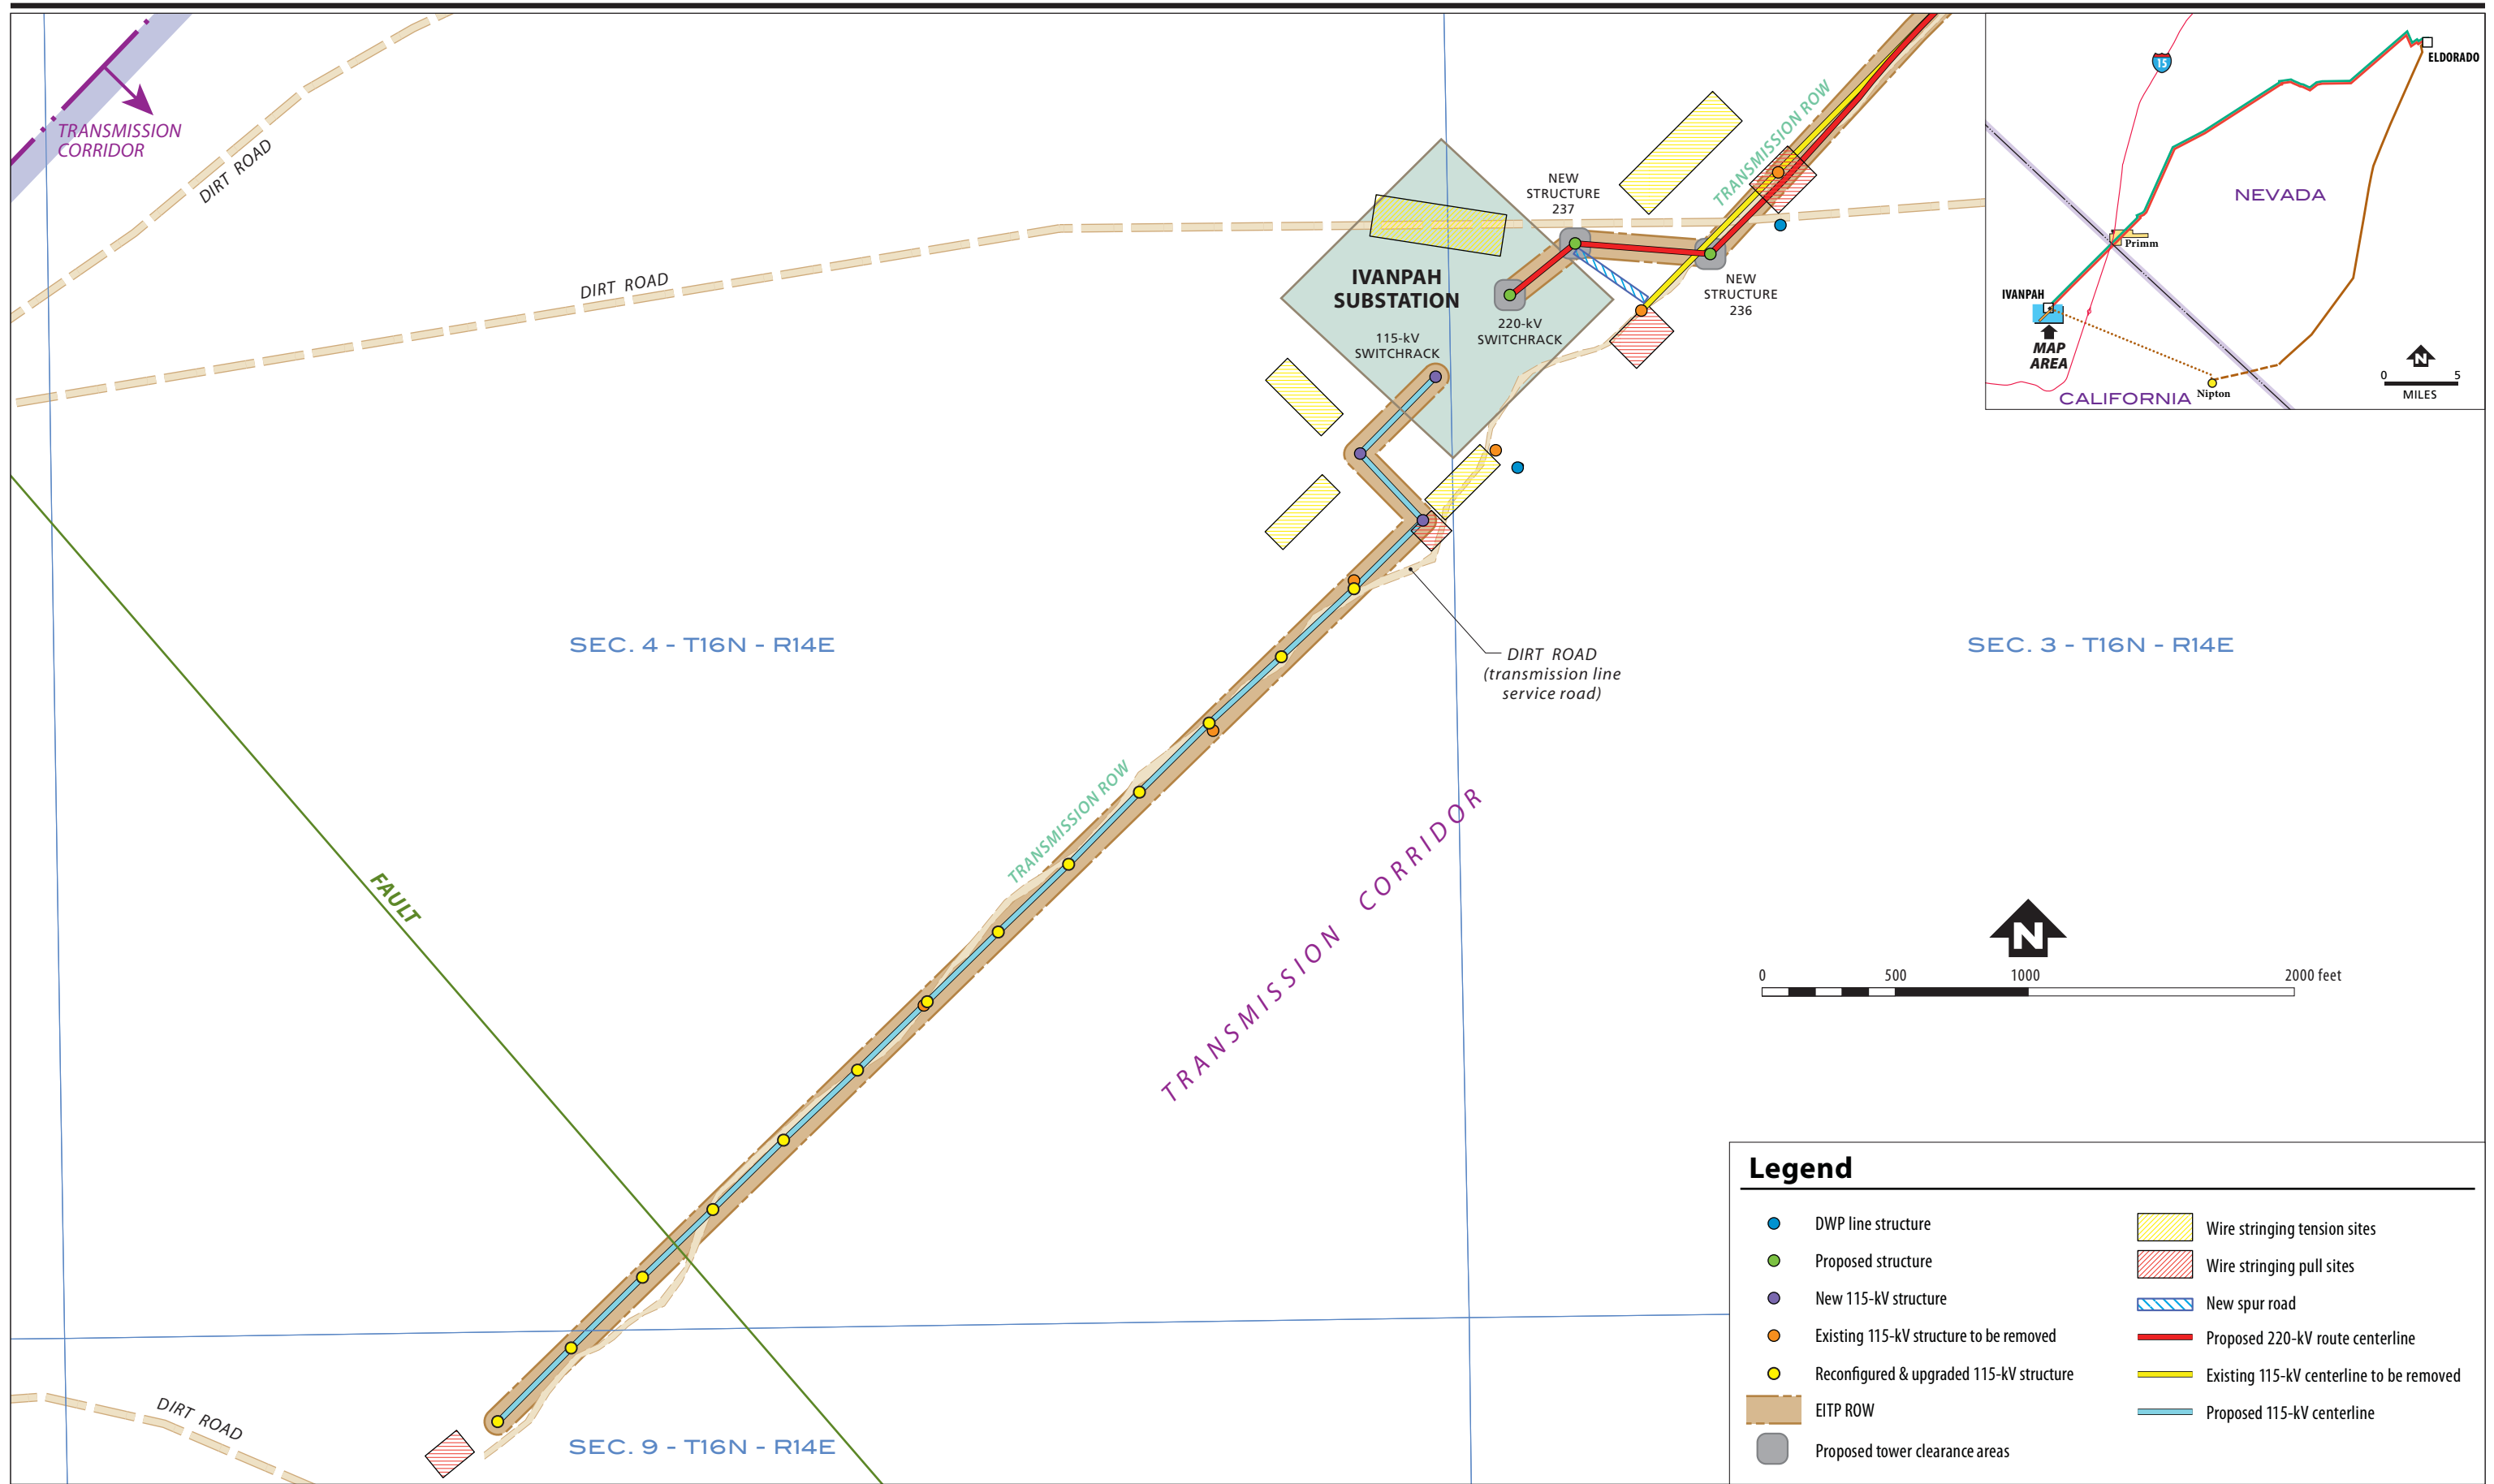 TRANSMISSION
CORRIDOR
DIRT ROAD
DIRT ROAD
NEW
STRUCTURE
237
TRANSMISSION ROW
IVANPAH
SUBSTATION
115-kV
SWITCHRACK
220-kV
SWITCHRACK
NEW
STRUCTURE
236
15
ELDORADO
NEVADA
Primm
IVANPAH
MAP
AREA
CALIFORNIA
Nipton
N
0 5
MILES
SEC. 4 - T16N - R14E
SEC. 3 - T16N - R14E
DIRT ROAD
(transmission line
service road)
TRANSMISSION ROW
FAULT
TRANSMISSION CORRIDOR
N
0 500 1000 2000 feet
DIRT ROAD
SEC. 9 - T16N - R14E
Legend
DWP line structure
Proposed structure
New 115-kV structure
Existing 115-kV structure to be removed
Reconfigured & upgraded 115-kV structure
EITP ROW
Proposed tower clearance areas
Wire stringing tension sites
Wire stringing pull sites
New spur road
Proposed 220-kV route centerline
Existing 115-kV centerline to be removed
Proposed 115-kV centerline